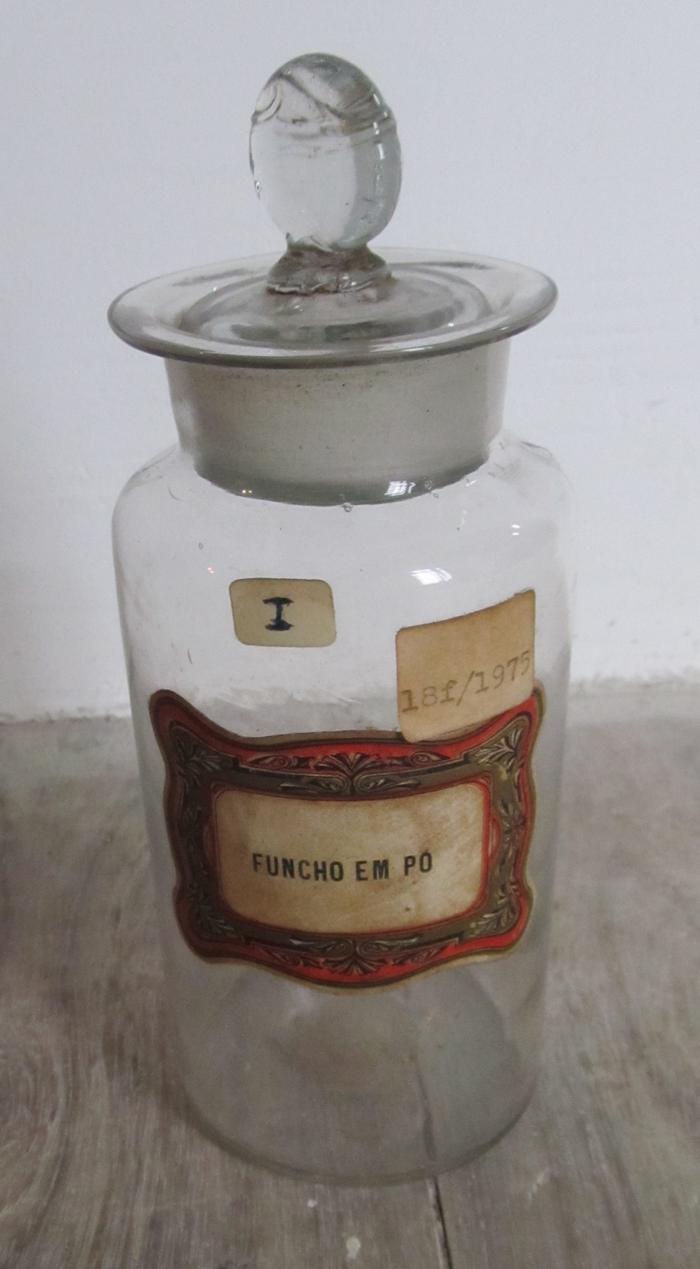 I
18f/1975
FUNCHO EM PÓ